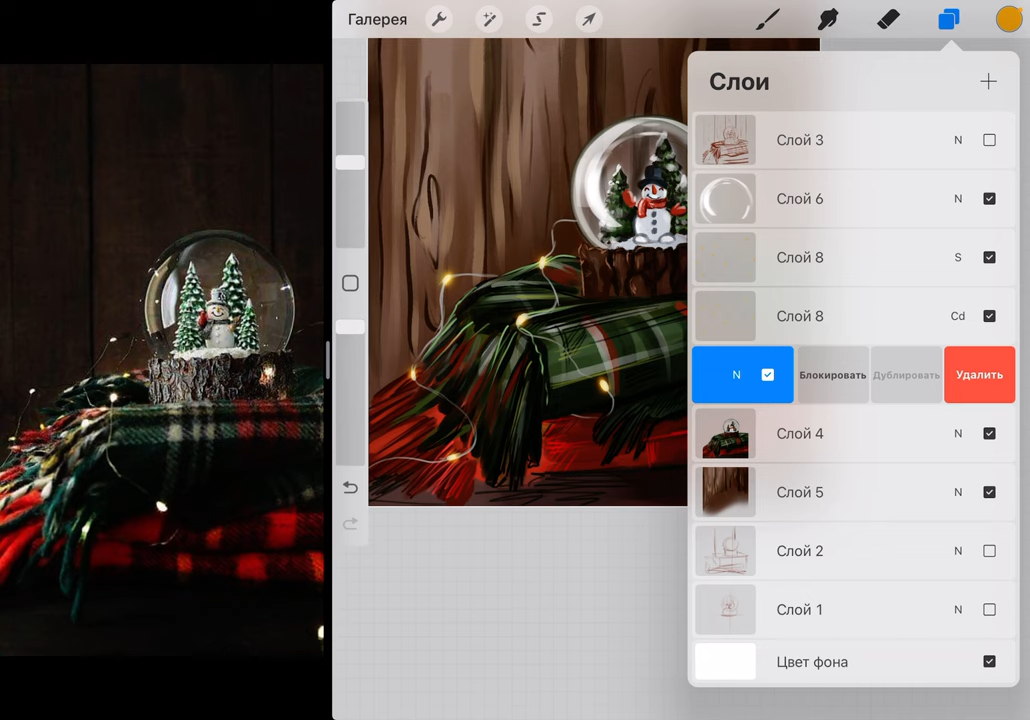 Галерея
Слои
Слой 3 N
Слой 6 N
Слой 8 S
Слой 8 Cd
N Блокировать Дублировать Удалить
Слой 4 N
Слой 5 N
Слой 2 N
Слой 1 N
Цвет фона